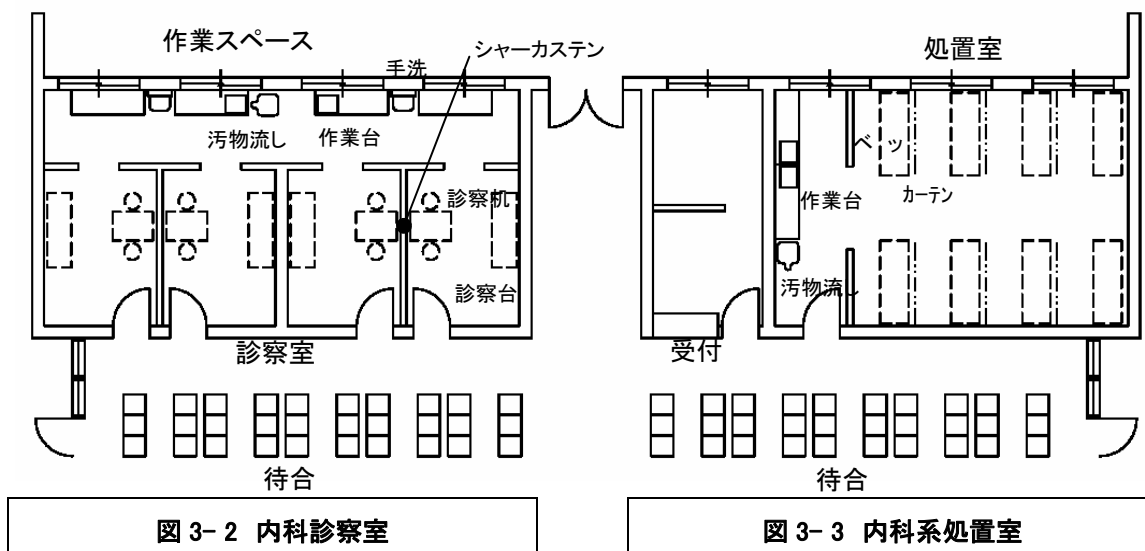 作業スペース
手洗
シャーカステン
処置室
汚物流し
作業台
ベッ
診察机
作業台
カーテン
診察台
汚物流し
診察室
受付
待合
待合
図 3- 2 内科診察室
図 3- 3 内科系処置室